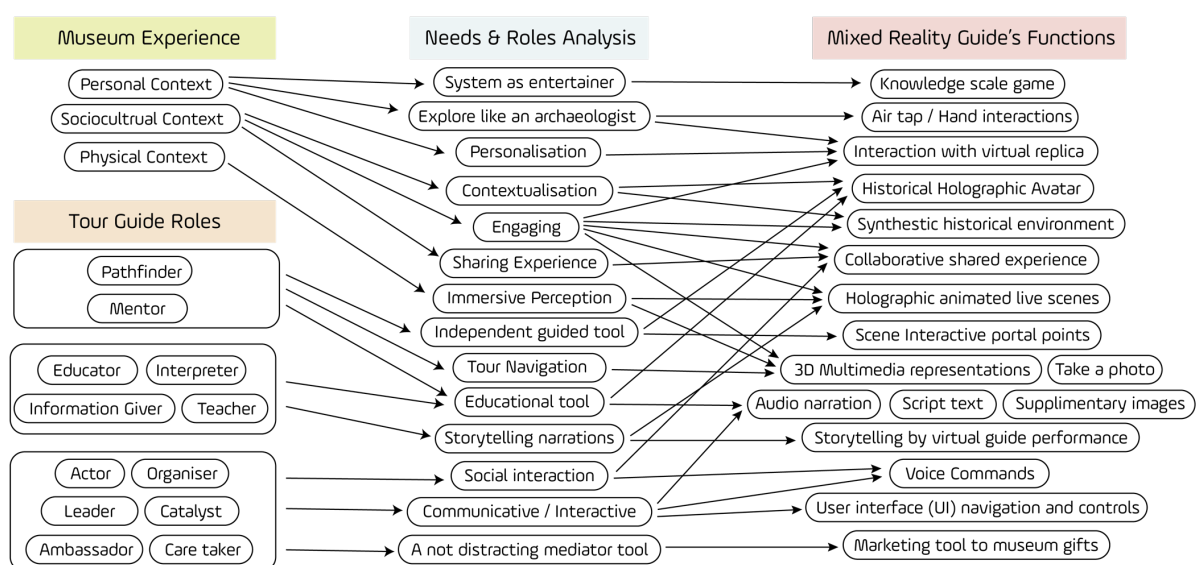 Museum Experience
Personal Context
Sociocultrual Context
Physical Context
Tour Guide Roles
Pathfinder
Mentor
Educator
Interpreter
Information Giver
Teacher
Actor
Organiser
Leader
Catalyst
Ambassador
Care taker
Needs & Roles Analysis
System as entertainer
Explore like an archaeologist
Personalisation
Contextualisation
Engaging
Sharing Experience
Immersive Perception
Independent guided tool
Tour Navigation
Educational tool
Storytelling narrations
Social interaction
Communicative / Interactive
A not distracting mediator tool
Mixed Reality Guide's Functions
Knowledge scale game
Air tap / Hand interactions
Interaction with virtual replica
Historical Holographic Avatar
Synthestic historical environment
Collaborative shared experience
Holographic animated live scenes
Scene Interactive portal points
3D Multimedia representations
Take a photo
Audio narration
Script text
Supplimentary images
Storytelling by virtual guide performance
Voice Commands
User interface (UI) navigation and controls
Marketing tool to museum gifts